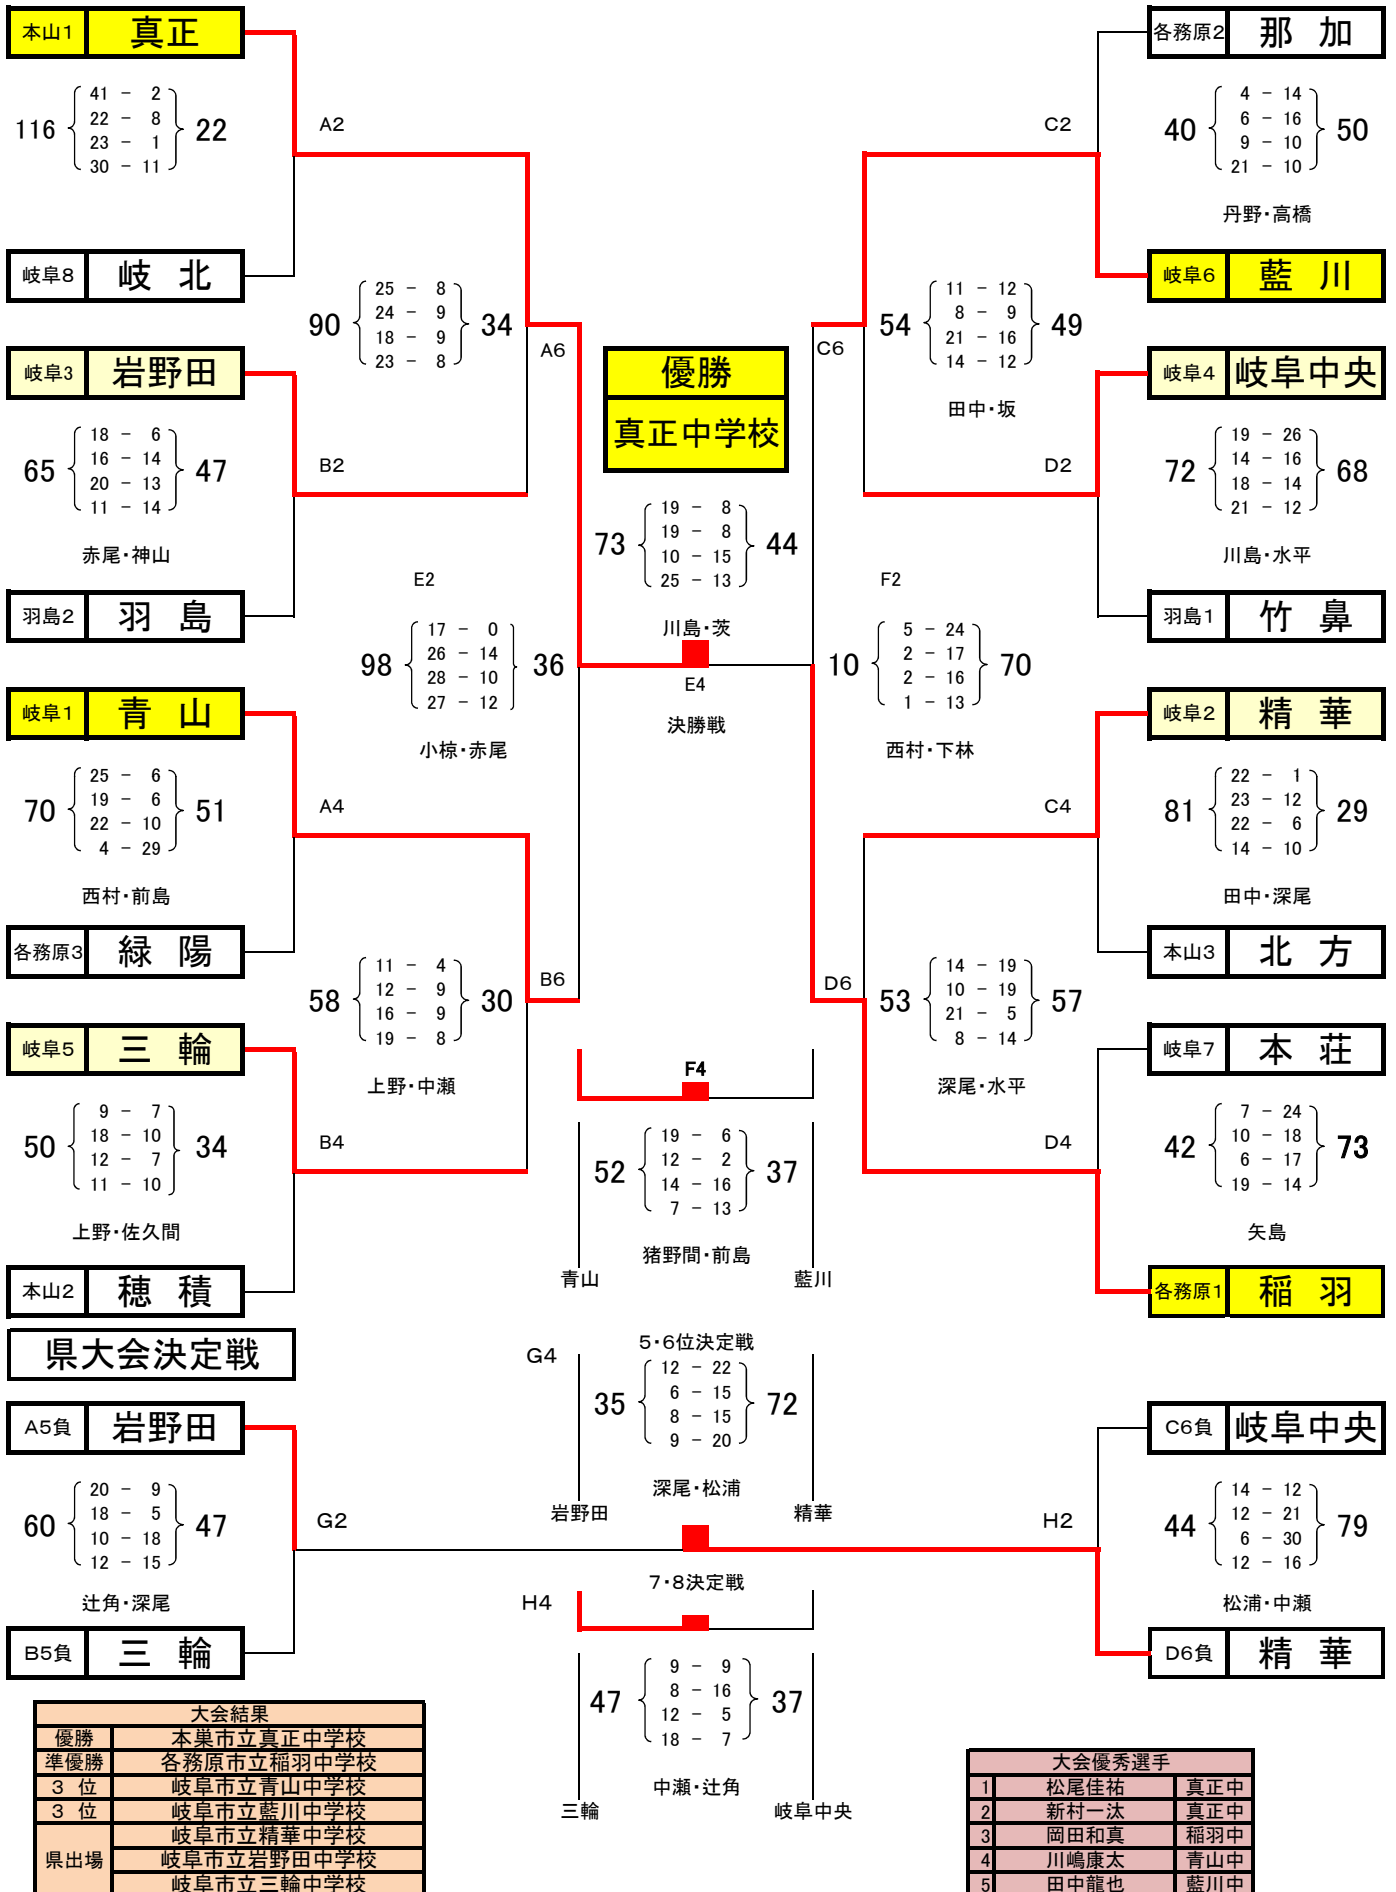 本山1 真正
116 22
41 - 2
22 - 8
23 - 1
30 - 11
A2
岐阜8 岐 北
90 34
25 - 8
24 - 9
18 - 9
23 - 8
A6
岐阜3 岩野田
65 47
18 - 6
16 - 14
20 - 13
11 - 14
B2
赤尾・神山
羽島2 羽 島
E2
98 36
17 - 0
26 - 14
28 - 10
27 - 12
小椋・赤尾
岐阜1 青 山
70 51
25 - 6
19 - 6
22 - 10
4 - 29
A4
西村・前島
各務原3 緑 陽
58 30
11 - 4
12 - 9
16 - 9
19 - 8
B6
上野・中瀬
岐阜5 三 輪
50 34
9 - 7
18 - 10
12 - 7
11 - 10
B4
上野・佐久間
本山2 穂 積
優勝
真正中学校
73 44
19 - 8
19 - 8
10 - 15
25 - 13
川島・茨
E4
決勝戦
各務原2 那 加
C2
40 50
4 - 14
6 - 16
9 - 10
21 - 10
丹野・高橋
岐阜6 藍 川
C6
54 49
11 - 12
8 - 9
21 - 16
14 - 12
田中・坂
岐阜4 岐阜中央
D2
72 68
19 - 26
14 - 16
18 - 14
21 - 12
川島・水平
羽島1 竹 鼻
F2
10 70
5 - 24
2 - 17
2 - 16
1 - 13
西村・下林
岐阜2 精 華
C4
81 29
22 - 1
23 - 12
22 - 6
14 - 10
田中・深尾
本山3 北 方
D6
53 57
14 - 19
10 - 19
21 - 5
8 - 14
深尾・水平
岐阜7 本 荘
D4
42 73
7 - 24
10 - 18
6 - 17
19 - 14
矢島
各務原1 稲 羽
F4
52 37
19 - 6
12 - 2
14 - 16
7 - 13
猪野間・前島
青山 藍川
県大会決定戦
A5負 岩野田
60 47
20 - 9
18 - 5
10 - 18
12 - 15
G2
辻角・深尾
B5負 三 輪
5・6位決定戦
G4
35 72
12 - 22
6 - 15
8 - 15
9 - 20
深尾・松浦
岩野田 精華
C6負 岐阜中央
H2
44 79
14 - 12
12 - 21
6 - 30
12 - 16
松浦・中瀬
D6負 精 華
7・8決定戦
H4
47 37
9 - 9
8 - 16
12 - 5
18 - 7
中瀬・辻角
三輪 岐阜中央
大会結果
優勝 本巣市立真正中学校
準優勝 各務原市立稲羽中学校
3 位 岐阜市立青山中学校
3 位 岐阜市立藍川中学校
県出場 岐阜市立精華中学校
岐阜市立岩野田中学校
岐阜市立三輪中学校
大会優秀選手
1 松尾佳祐 真正中
2 新村一汰 真正中
3 岡田和真 稲羽中
4 川嶋康太 青山中
5 田中龍也 藍川中